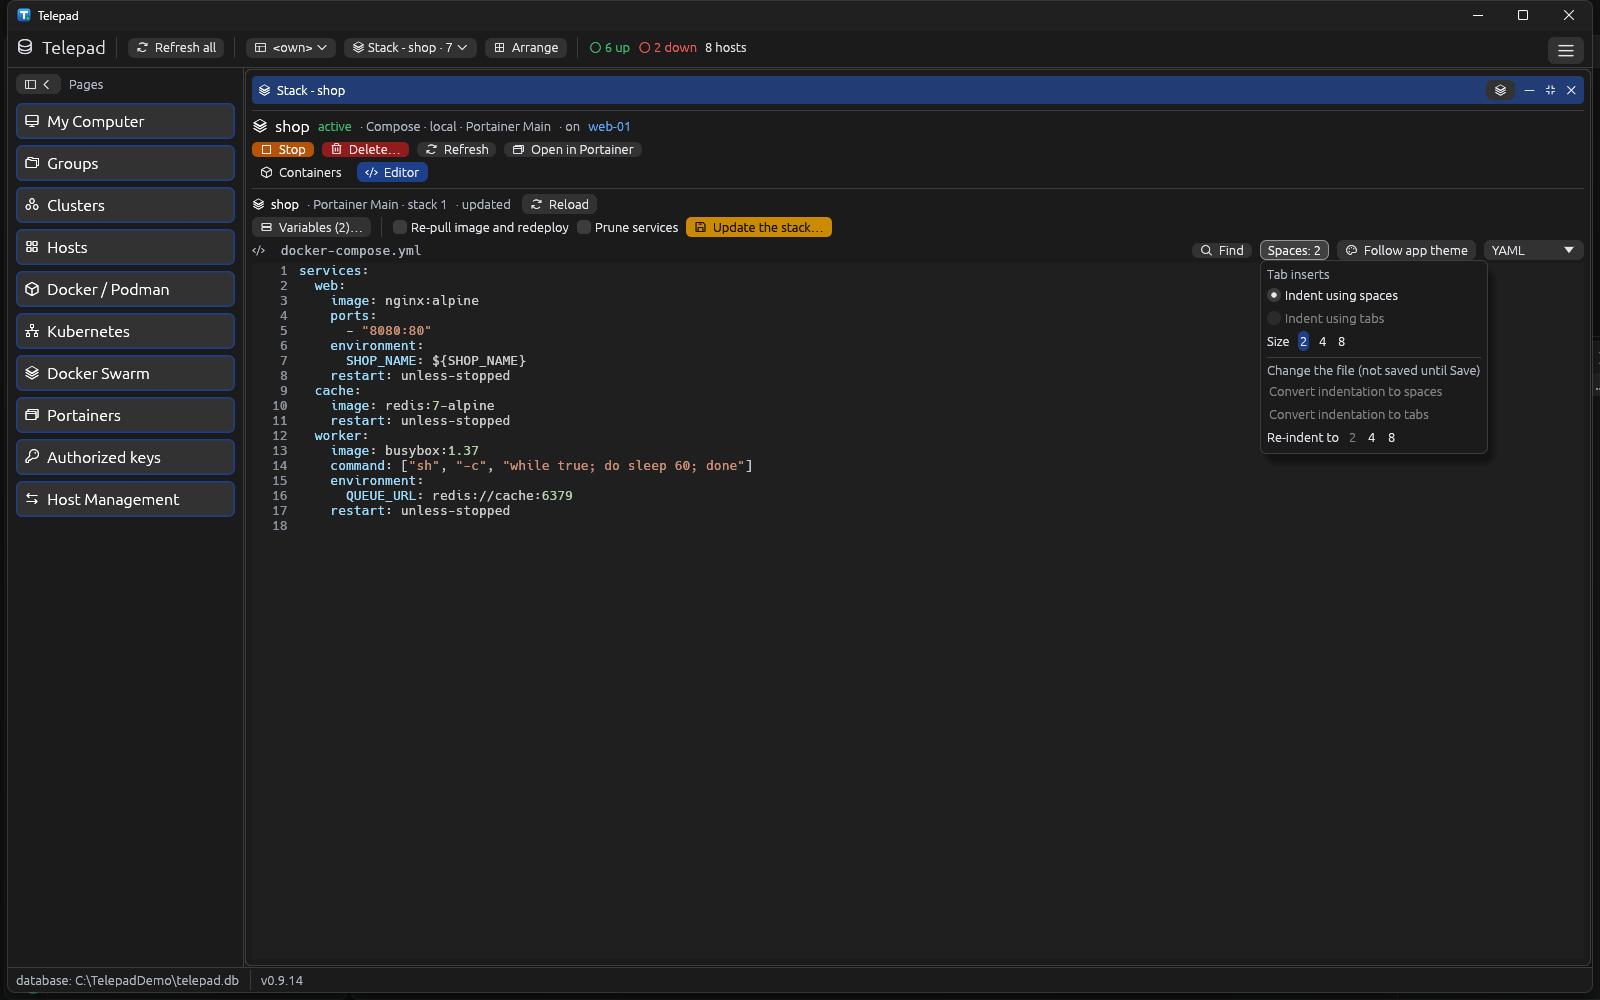 Telepad
Telepad Refresh all <own> Stack - shop · 7 Arrange 6 up 2 down 8 hosts
Pages
My Computer
Groups
Clusters
Hosts
Docker / Podman
Kubernetes
Docker Swarm
Portainers
Authorized keys
Host Management
Stack - shop
shop active · Compose · local · Portainer Main · on web-01
Stop Delete... Refresh Open in Portainer
Containers Editor
shop · Portainer Main · stack 1 · updated Reload
Variables (2)... Re-pull image and redeploy Prune services Update the stack...
docker-compose.yml Find Spaces: 2 Follow app theme YAML
1 services:
2   web:
3     image: nginx:alpine
4     ports:
5       - "8080:80"
6     environment:
7       SHOP_NAME: ${SHOP_NAME}
8     restart: unless-stopped
9   cache:
10     image: redis:7-alpine
11     restart: unless-stopped
12   worker:
13     image: busybox:1.37
14     command: ["sh", "-c", "while true; do sleep 60; done"]
15     environment:
16       QUEUE_URL: redis://cache:6379
17     restart: unless-stopped
18
Tab inserts
Indent using spaces
Indent using tabs
Size 2 4 8
Change the file (not saved until Save)
Convert indentation to spaces
Convert indentation to tabs
Re-indent to 2 4 8
database: C:\TelepadDemo\telepad.db v0.9.14